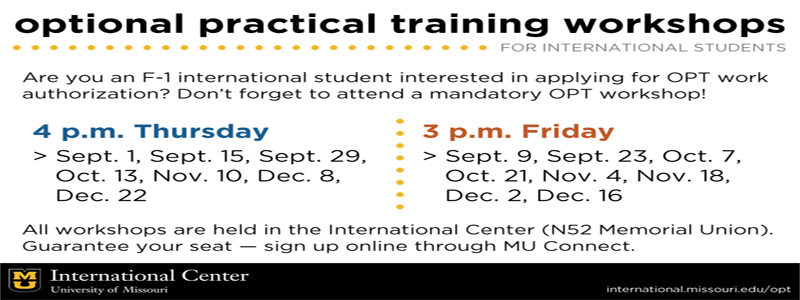 optional practical training workshops
FOR INTERNATIONAL STUDENTS
Are you an F-1 international student interested in applying for OPT work
authorization? Don't forget to attend a mandatory OPT workshop!
4 p.m. Thursday
> Sept. 1, Sept. 15, Sept. 29,
Oct. 13, Nov. 10, Dec. 8,
Dec. 22
3 p.m. Friday
> Sept. 9, Sept. 23, Oct. 7,
Oct. 21, Nov. 4, Nov. 18,
Dec. 2, Dec. 16
All workshops are held in the International Center (N52 Memorial Union).
Guarantee your seat — sign up online through MU Connect.
MU
International Center
University of Missouri
international.missouri.edu/opt